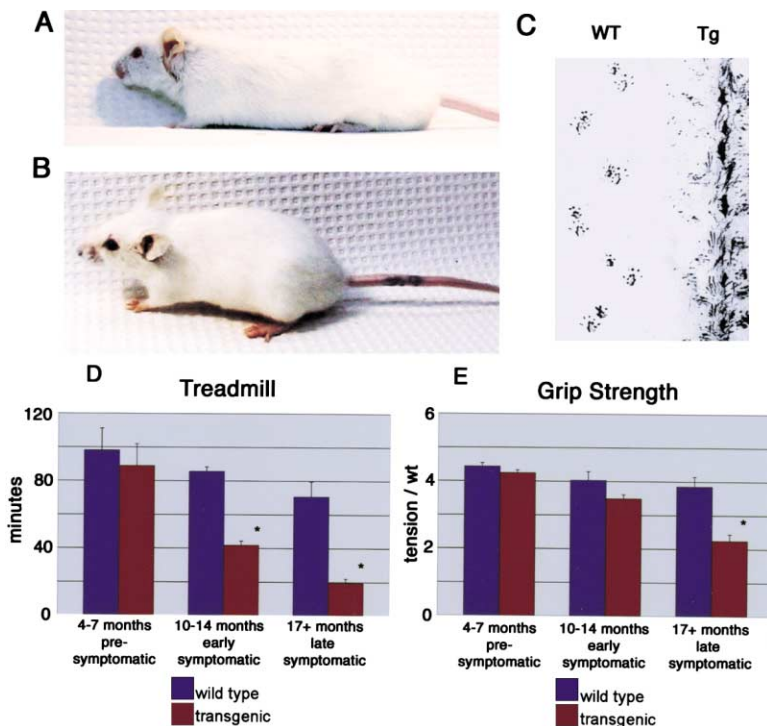 A
B
C
WT Tg
D
Treadmill
120
80
40
0
minutes
4-7 months
pre-
symptomatic
10-14 months
early
symptomatic
17+ months
late
symptomatic
*
*
wild type
transgenic
E
Grip Strength
6
4
2
0
tension / wt
4-7 months
pre-
symptomatic
10-14 months
early
symptomatic
17+ months
late
symptomatic
*
wild type
transgenic